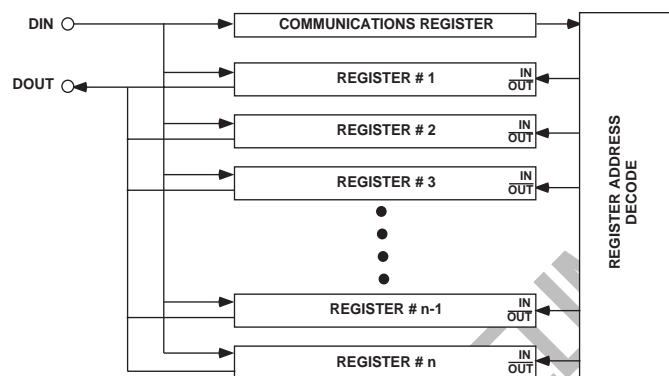 DIN
COMMUNICATIONS REGISTER
DOUT
REGISTER # 1
IN
OUT
REGISTER # 2
IN
OUT
REGISTER # 3
IN
OUT
REGISTER # n-1
IN
OUT
REGISTER # n
IN
OUT
REGISTER ADDRESS
DECODE